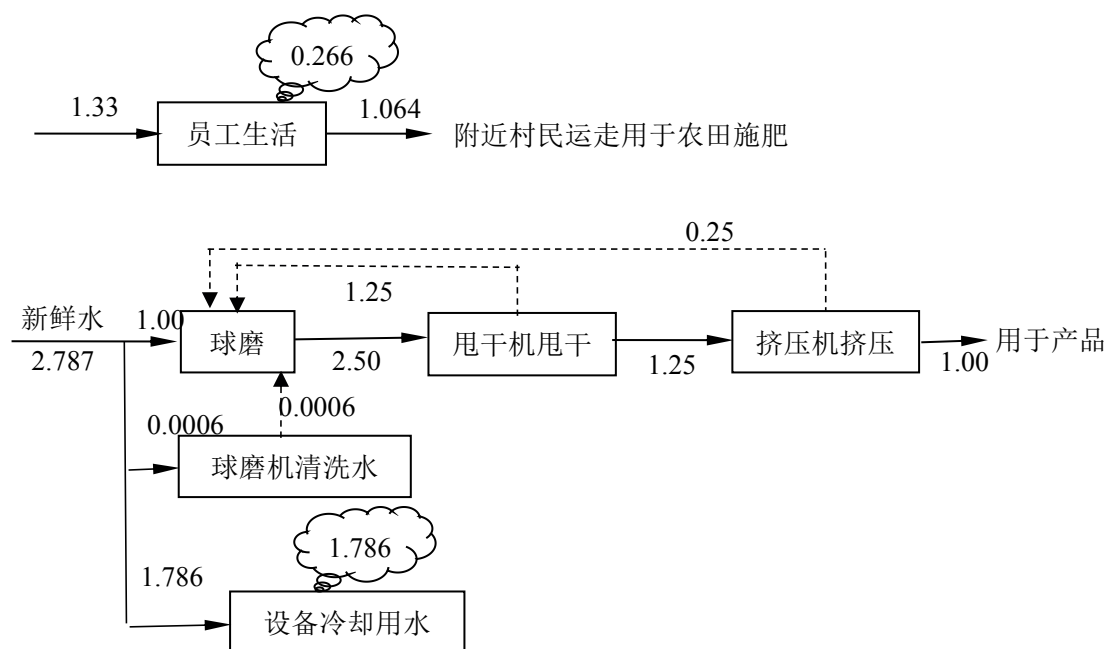 0.266
1.33
1.064
员工生活
附近村民运走用于农田施肥
0.25
1.25
新鲜水
1.00
球磨
甩干机甩干
挤压机挤压
用于产品
2.787
2.50
1.25
1.00
0.0006
0.0006
球磨机清洗水
1.786
1.786
设备冷却用水